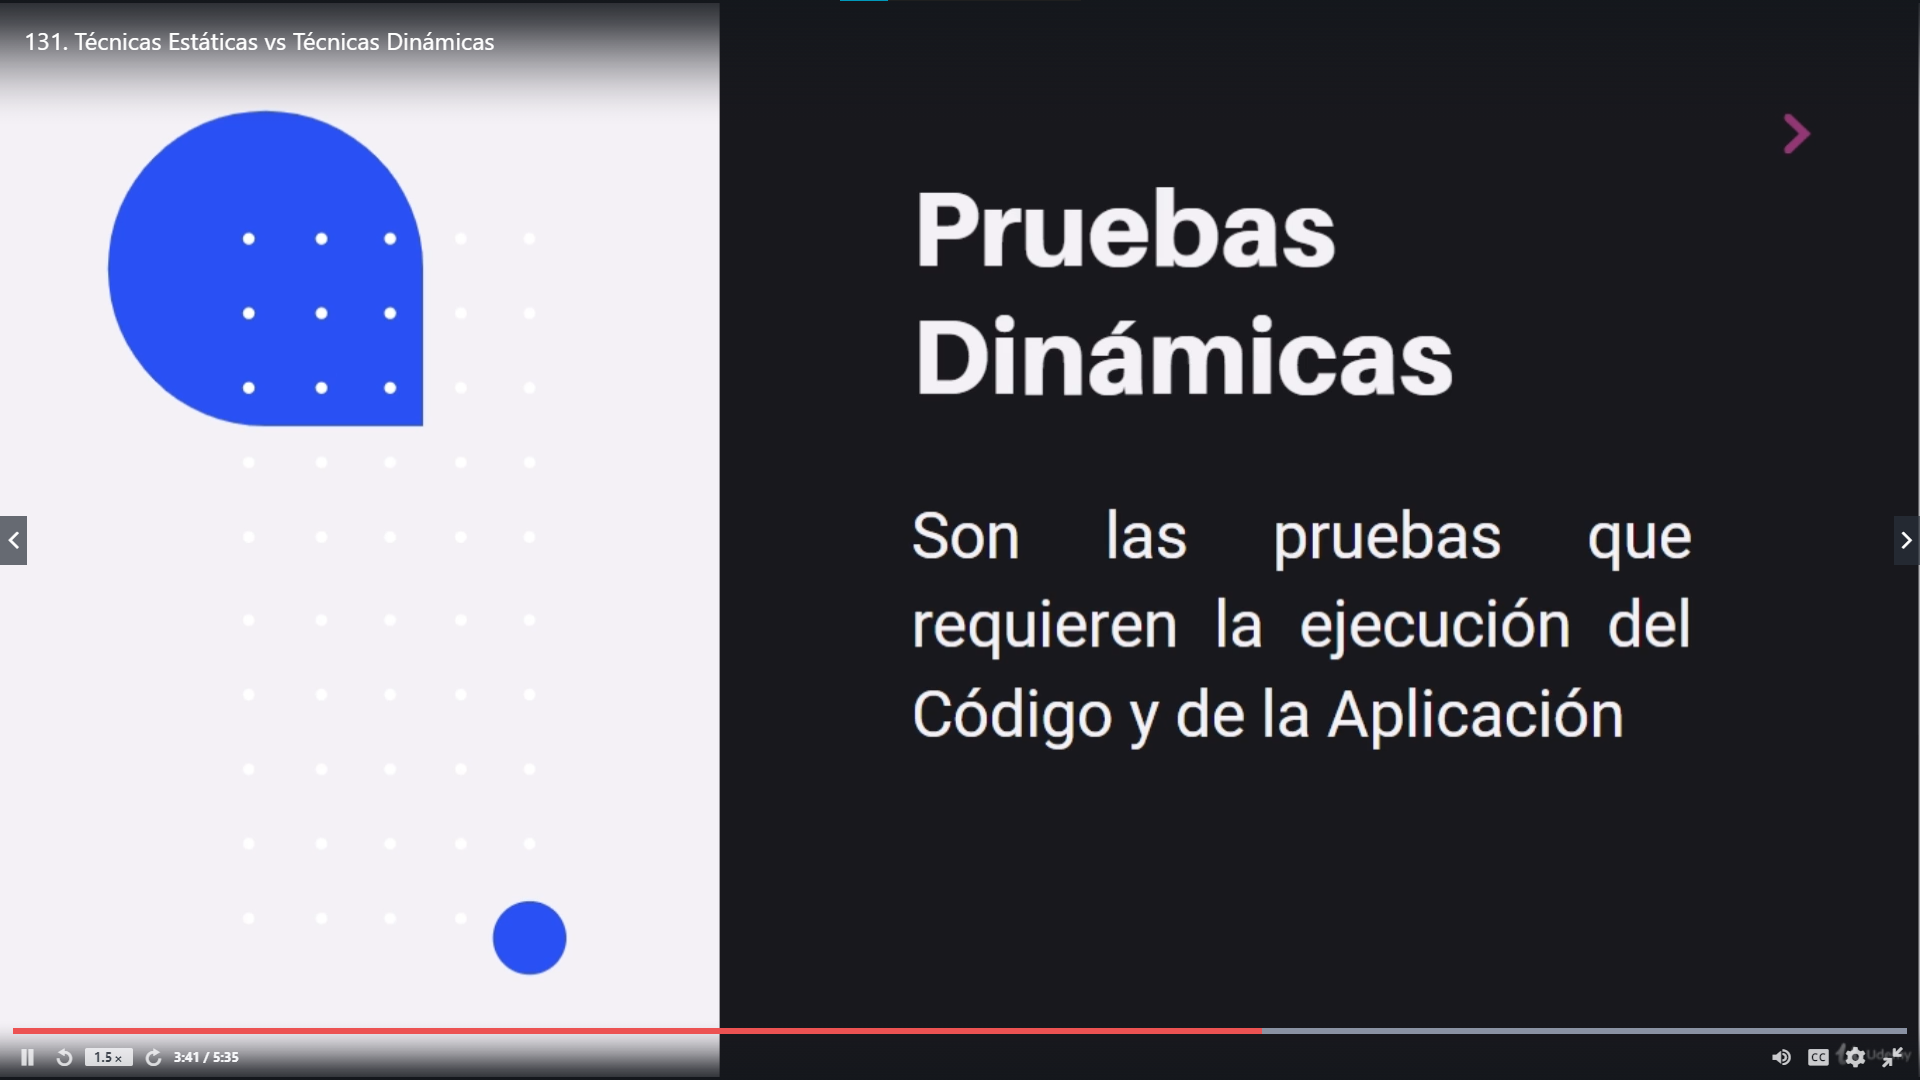 131. Técnicas Estáticas vs Técnicas Dinámicas
Pruebas
Dinámicas
Son las pruebas que
requieren la ejecución del
Código y de la Aplicación
1.5×
3:41 / 5:35
CC